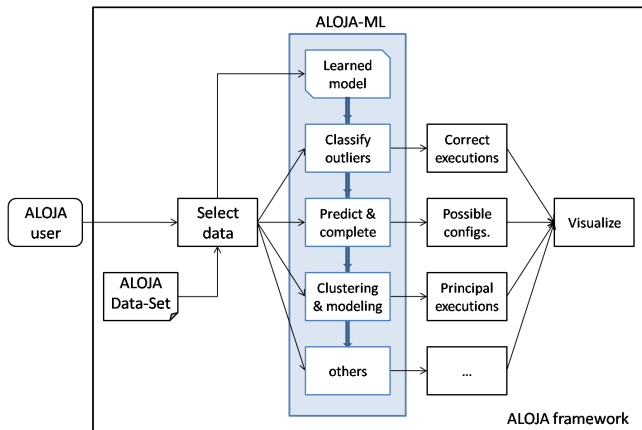 ALOJA-ML
Learned
model
Classify
outliers
Correct
executions
ALOJA
user
Select
data
Predict &
complete
Possible
configs.
Visualize
ALOJA
Data-Set
Clustering
& modeling
Principal
executions
others
...
ALOJA framework